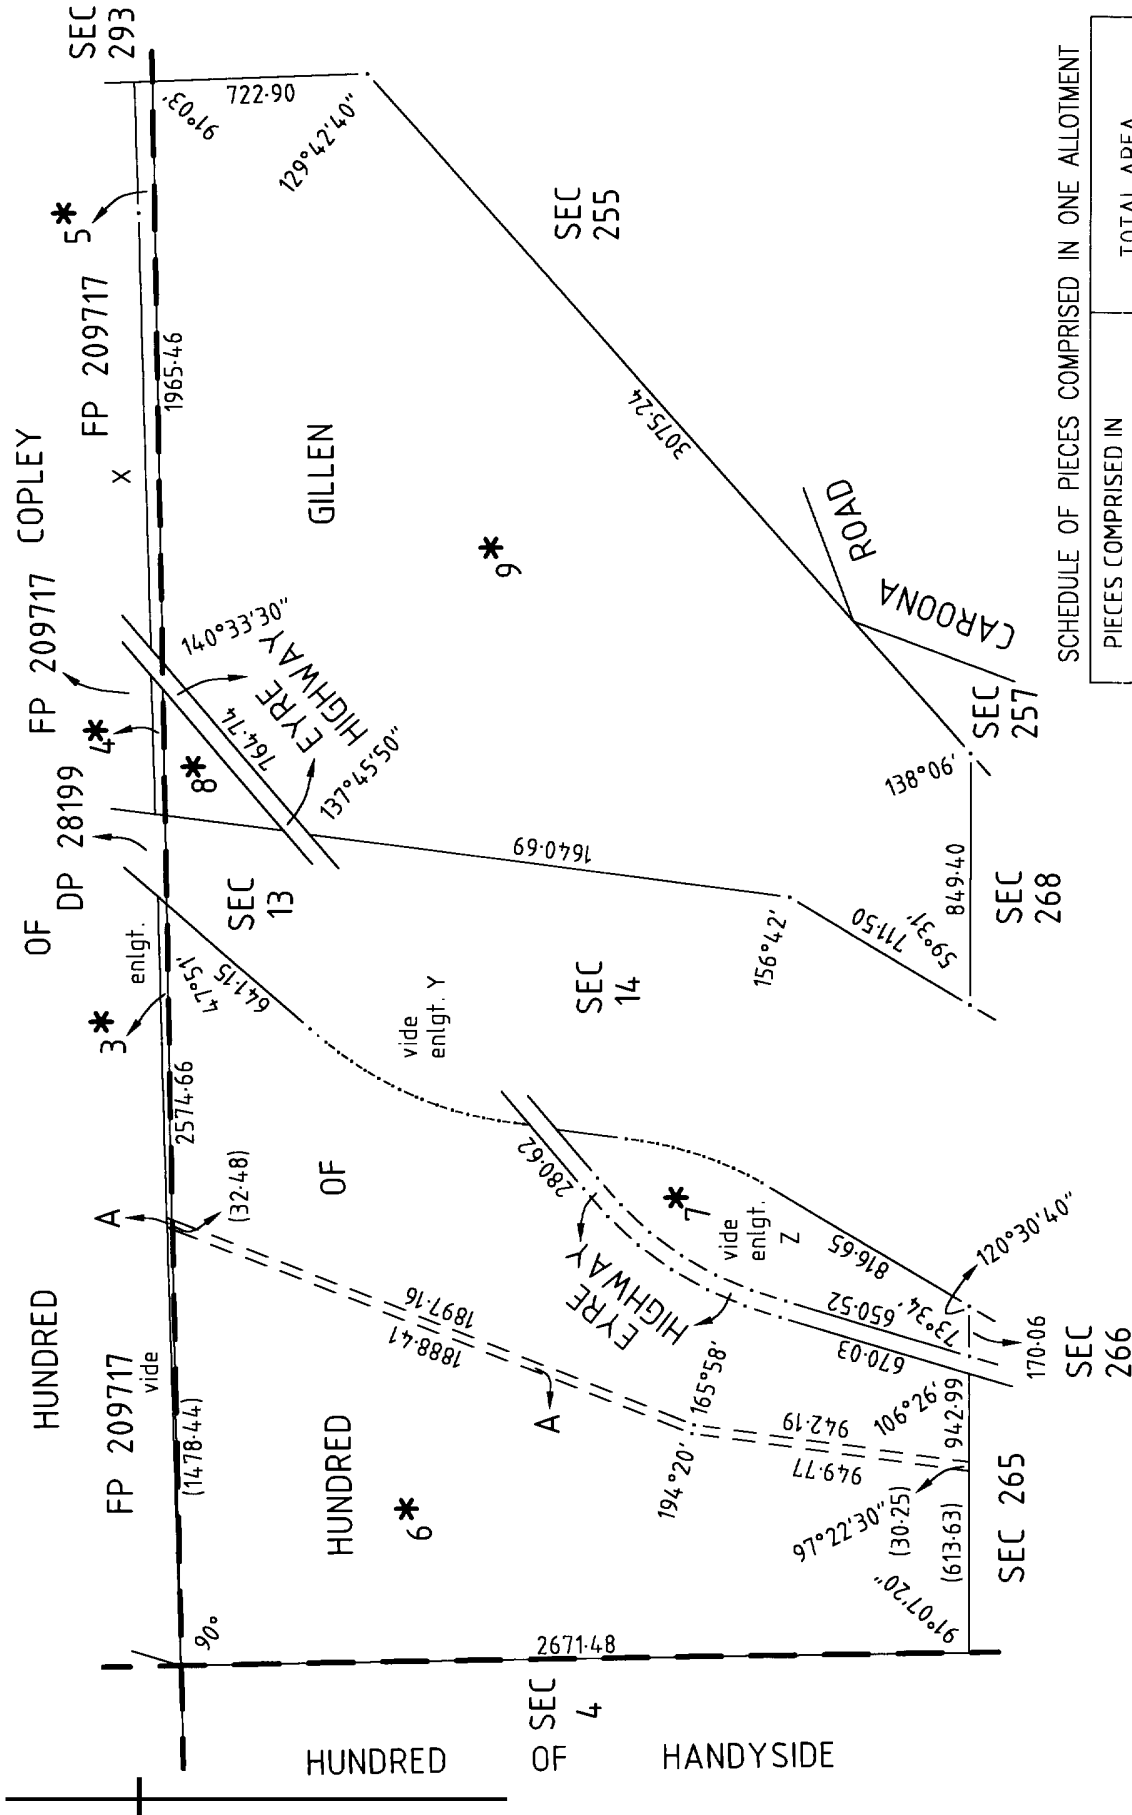 SEC
293
91°03'
722·90
129°42'40"
5*
FP 209717
1965·46
X
SEC
255
COPLEY
GILLEN
3075·24
FP 209717
4*
8*
140°33'30"
EYRE
HIGHWAY
764·74
137°45'50"
9*
CAROONA
ROAD
SEC
257
138°06'
OF
DP 28199
enlgt.
SEC
13
1640·69
849·40
SEC
268
3*
47°51'
641·15
156°42'
711·50
59°31'
SEC
14
vide
enlgt. Y
2574·66
A
(32·48)
OF
280·62
7*
vide
enlgt.
Z
EYRE
HIGHWAY
816·65
120°30'40"
650·52
73°34'
670·03
170·06
SEC
266
HUNDRED
FP 209717
vide
(1478·44)
1897·16
1888·41
A
HUNDRED
6*
165°58'
194°20'
942·19
949·77
106°26'
942·99
97°22'30"
(30·25)
(613·63)
91°07'20"
SEC 265
90°
2671·48
SEC
4
HUNDRED OF HANDYSIDE
SCHEDULE OF PIECES COMPRISED IN ONE ALLOTMENT
PIECES COMPRISED IN
TOTAL AREA